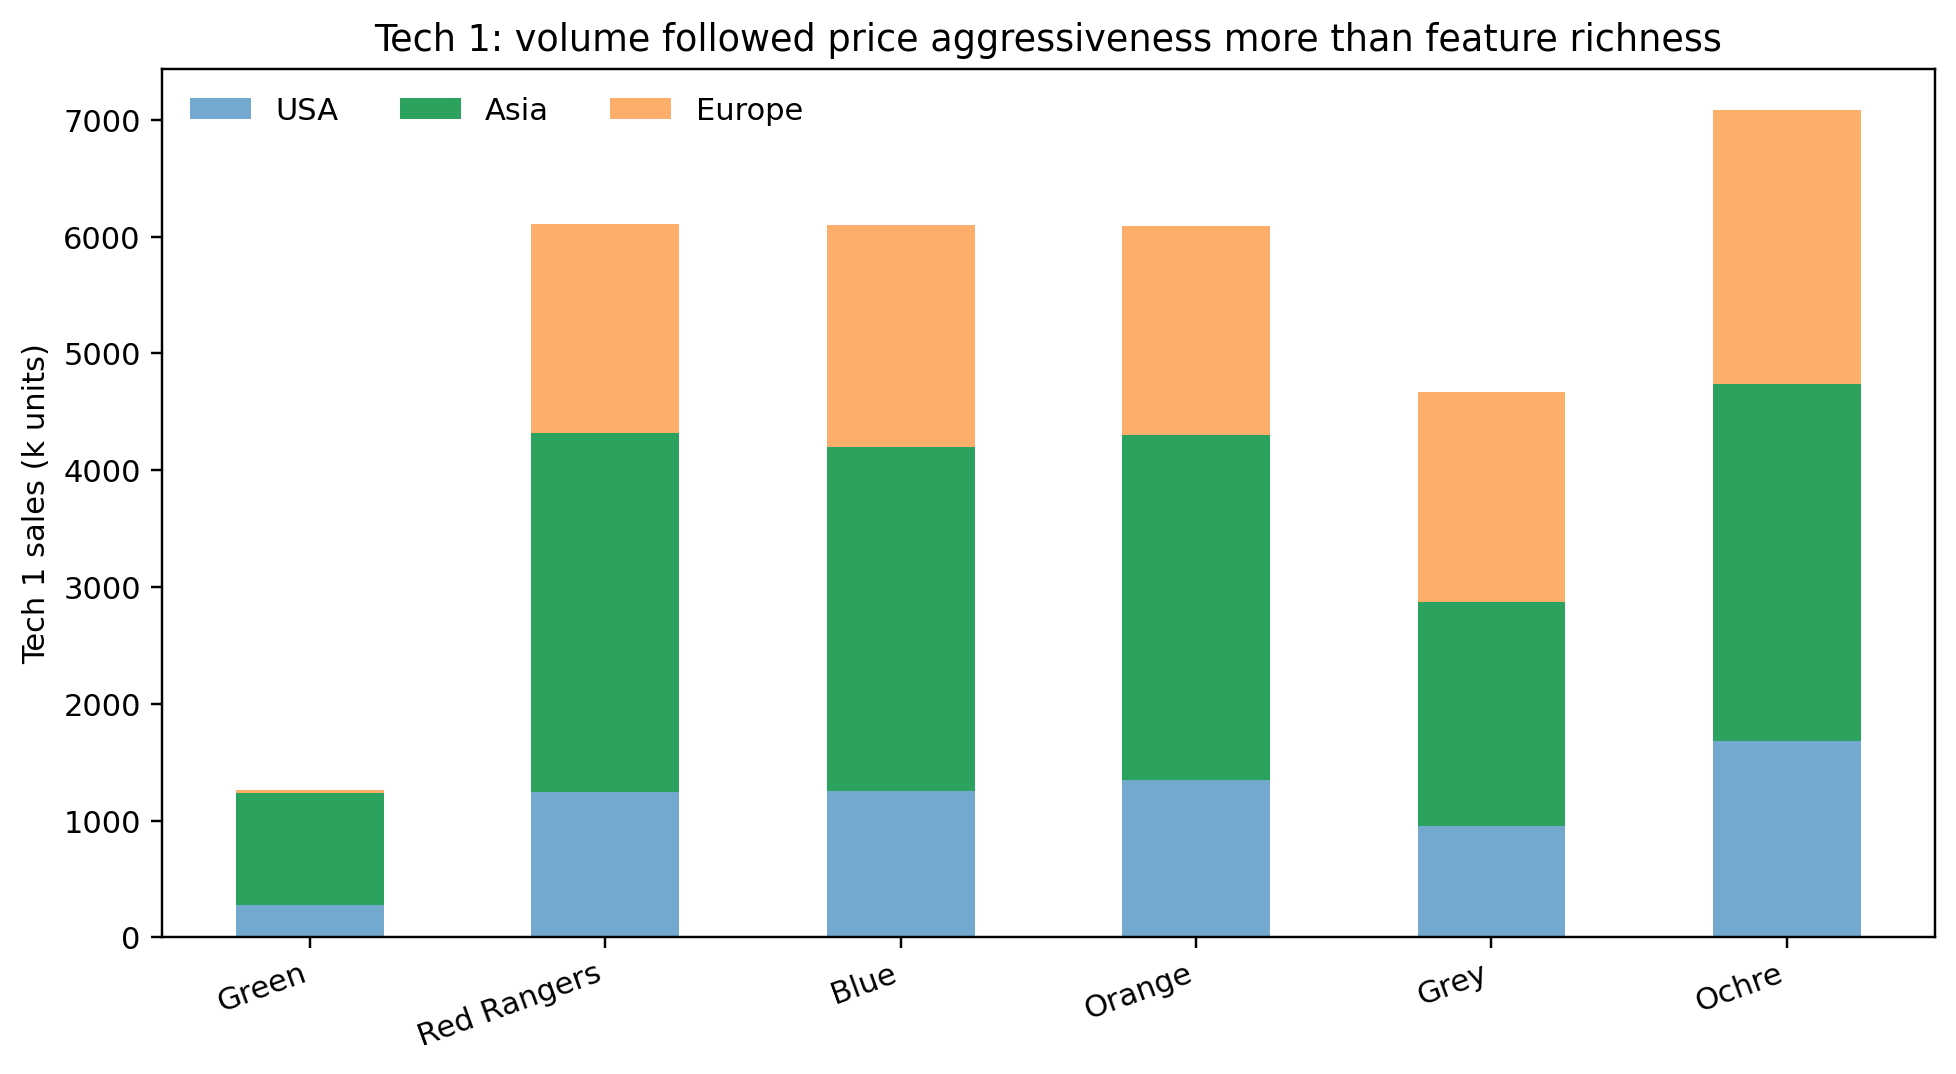 Tech 1: volume followed price aggressiveness more than feature richness
USA
Asia
Europe
Tech 1 sales (k units)
7000
6000
5000
4000
3000
2000
1000
0
Green
Red Rangers
Blue
Orange
Grey
Ochre